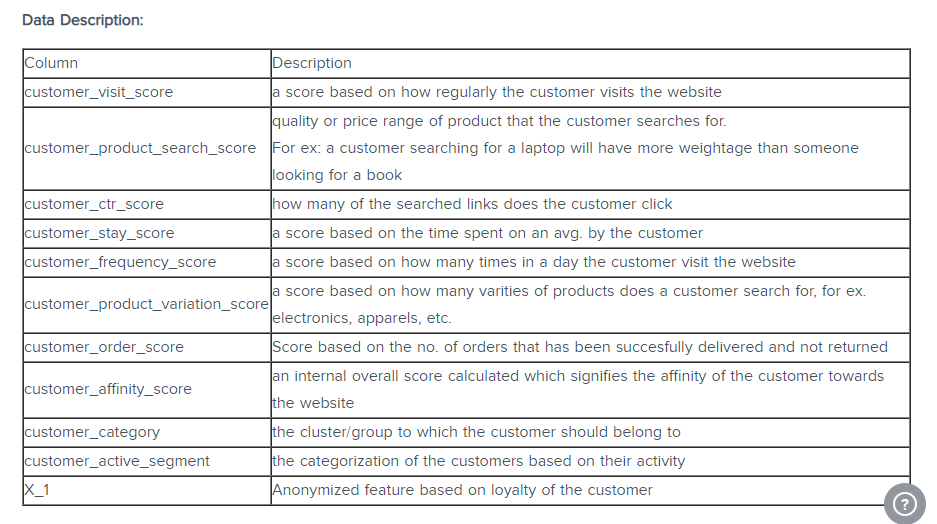 Data Description:
Column Description
customer_visit_score a score based on how regularly the customer visits the website
quality or price range of product that the customer searches for.
customer_product_search_score For ex: a customer searching for a laptop will have more weightage than someone
looking for a book
customer_ctr_score how many of the searched links does the customer click
customer_stay_score a score based on the time spent on an avg. by the customer
customer_frequency_score a score based on how many times in a day the customer visit the website
customer_product_variation_score a score based on how many varities of products does a customer search for, for ex.
electronics, apparels, etc.
customer_order_score Score based on the no. of orders that has been succesfully delivered and not returned
customer_affinity_score an internal overall score calculated which signifies the affinity of the customer towards
the website
customer_category the cluster/group to which the customer should belong to
customer_active_segment the categorization of the customers based on their activity
X_1 Anonymized feature based on loyalty of the customer
?